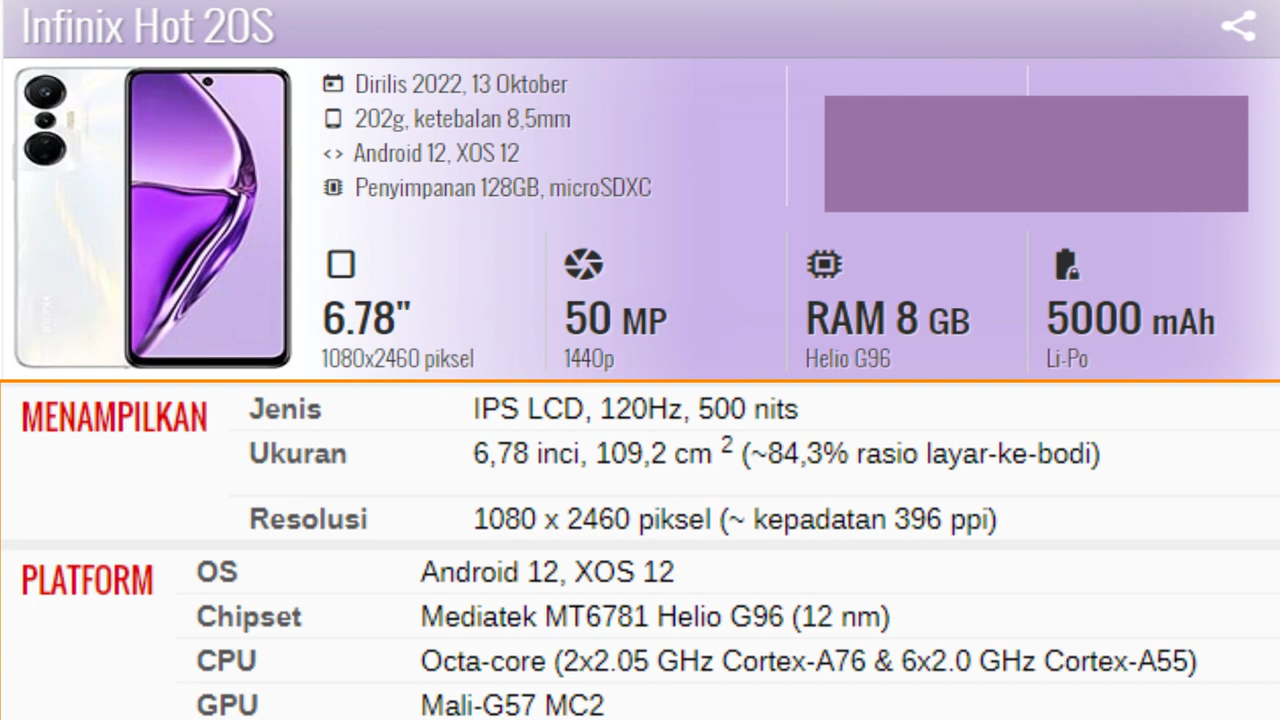 Infinix Hot 20S
Dirilis 2022, 13 Oktober
202g, ketebalan 8,5mm
Android 12, XOS 12
Penyimpanan 128GB, microSDXC
6.78"
1080x2460 piksel
50 MP
1440p
RAM 8 GB
Helio G96
5000 mAh
Li-Po
MENAMPILKAN
Jenis IPS LCD, 120Hz, 500 nits
Ukuran 6,78 inci, 109,2 cm 2 (~84,3% rasio layar-ke-bodi)
Resolusi 1080 x 2460 piksel (~ kepadatan 396 ppi)
PLATFORM
OS Android 12, XOS 12
Chipset Mediatek MT6781 Helio G96 (12 nm)
CPU Octa-core (2x2.05 GHz Cortex-A76 & 6x2.0 GHz Cortex-A55)
GPU Mali-G57 MC2